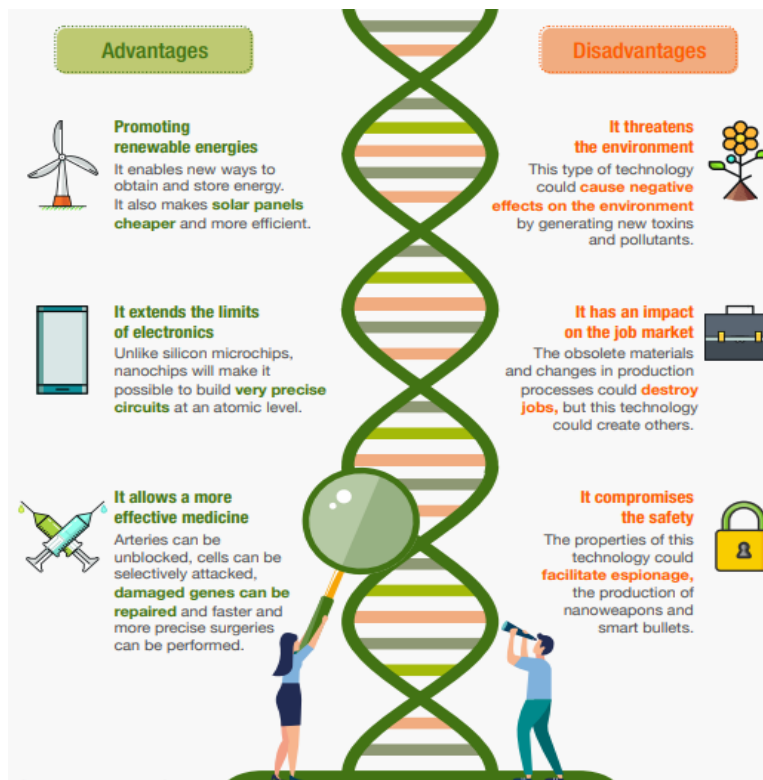 Advantages
Promoting
renewable energies
It enables new ways to
obtain and store energy.
It also makes solar panels
cheaper and more efficient.
It extends the limits
of electronics
Unlike silicon microchips,
nanochips will make it
possible to build very precise
circuits at an atomic level.
It allows a more
effective medicine
Arteries can be
unblocked, cells can be
selectively attacked,
damaged genes can be
repaired and faster and
more precise surgeries
can be performed.
Disadvantages
It threatens
the environment
This type of technology
could cause negative
effects on the environment
by generating new toxins
and pollutants.
It has an impact
on the job market
The obsolete materials
and changes in production
processes could destroy
jobs, but this technology
could create others.
It compromises
the safety
The properties of this
technology could
facilitate espionage,
the production of
nanoweapons and
smart bullets.